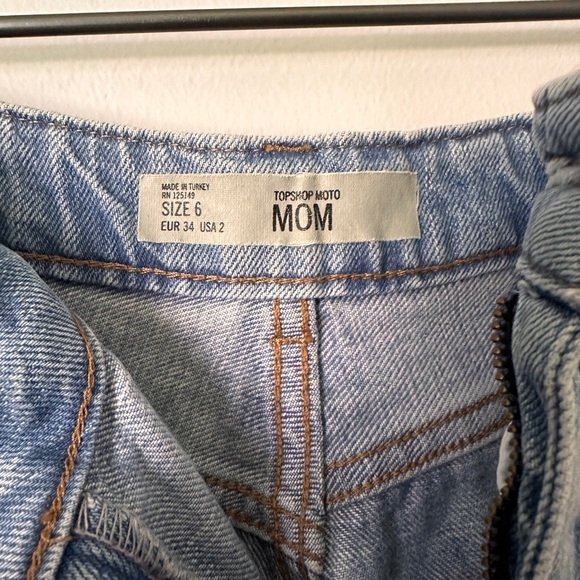 MADE IN TURKEY
RN 125149
SIZE 6
EUR 34 USA 2
TOPSHOP MOTO
MOM